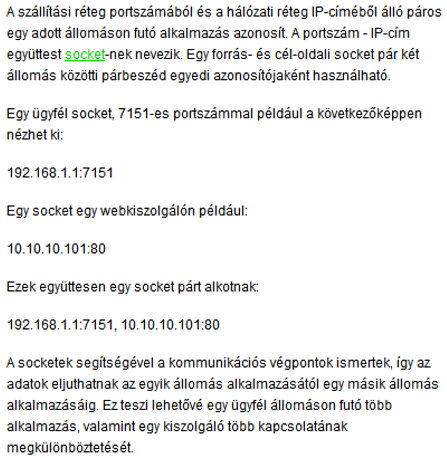 A szállítási réteg portszámából és a hálózati réteg IP-címéből álló páros
egy adott állomáson futó alkalmazás azonosít. A portszám - IP-cím
együttest socket-nek nevezik. Egy forrás- és cél-oldali socket pár két
állomás közötti párbeszéd egyedi azonosítójaként használható.
Egy ügyfél socket, 7151-es portszámmal például a következőképpen
nézhet ki:
192.168.1.1:7151
Egy socket egy webkiszolgálón például:
10.10.10.101:80
Ezek együttesen egy socket párt alkotnak:
192.168.1.1:7151, 10.10.10.101:80
A socketek segítségével a kommunikációs végpontok ismertek, így az
adatok eljuthatnak az egyik állomás alkalmazásától egy másik állomás
alkalmazásáig. Ez teszi lehetővé egy ügyfél állomáson futó több
alkalmazás, valamint egy kiszolgáló több kapcsolatának
megkülönböztetését.